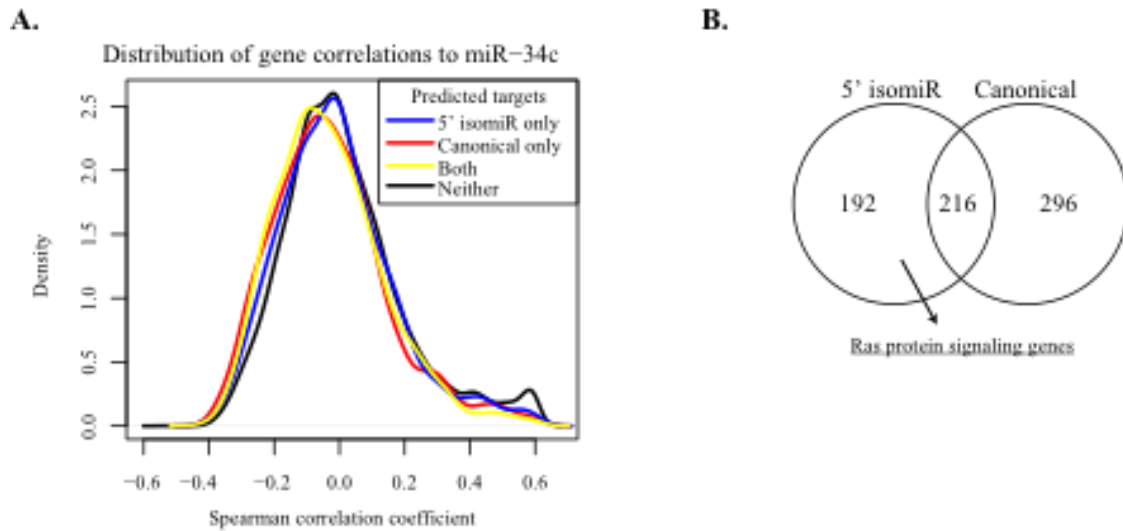 A.
Distribution of gene correlations to miR−34c
Predicted targets
5’ isomiR only
Canonical only
Both
Neither
Density
0.0
0.5
1.0
1.5
2.0
2.5
−0.6 −0.4 −0.2 0.0 0.2 0.4 0.6
Spearman correlation coefficient
B.
5’ isomiR Canonical
192 216 296
Ras protein signaling genes